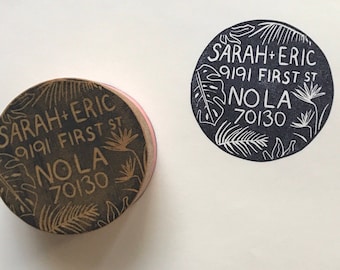 SARAH + ERIC
9191 FIRST ST
NOLA
70130
SARAH + ERIC
9191 FIRST ST
NOLA
70130